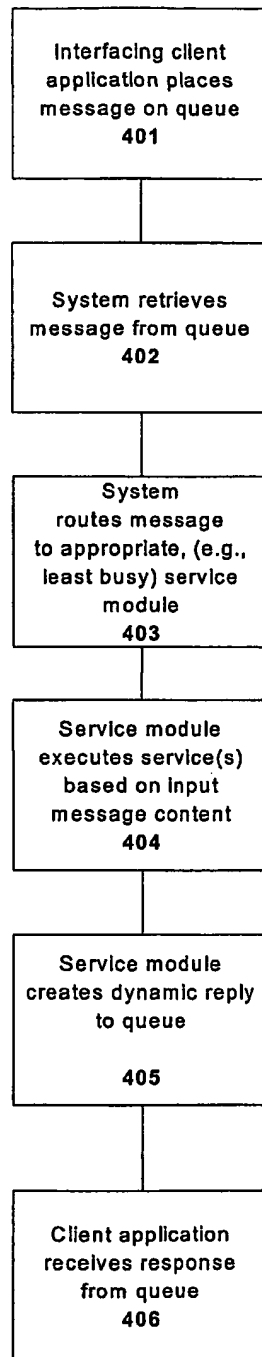 Interfacing client
application places
message on queue
401
System retrieves
message from queue
402
System
routes message
to appropriate, (e.g.,
least busy) service
module
403
Service module
executes service(s)
based on input
message content
404
Service module
creates dynamic reply
to queue
405
Client application
receives response
from queue
406